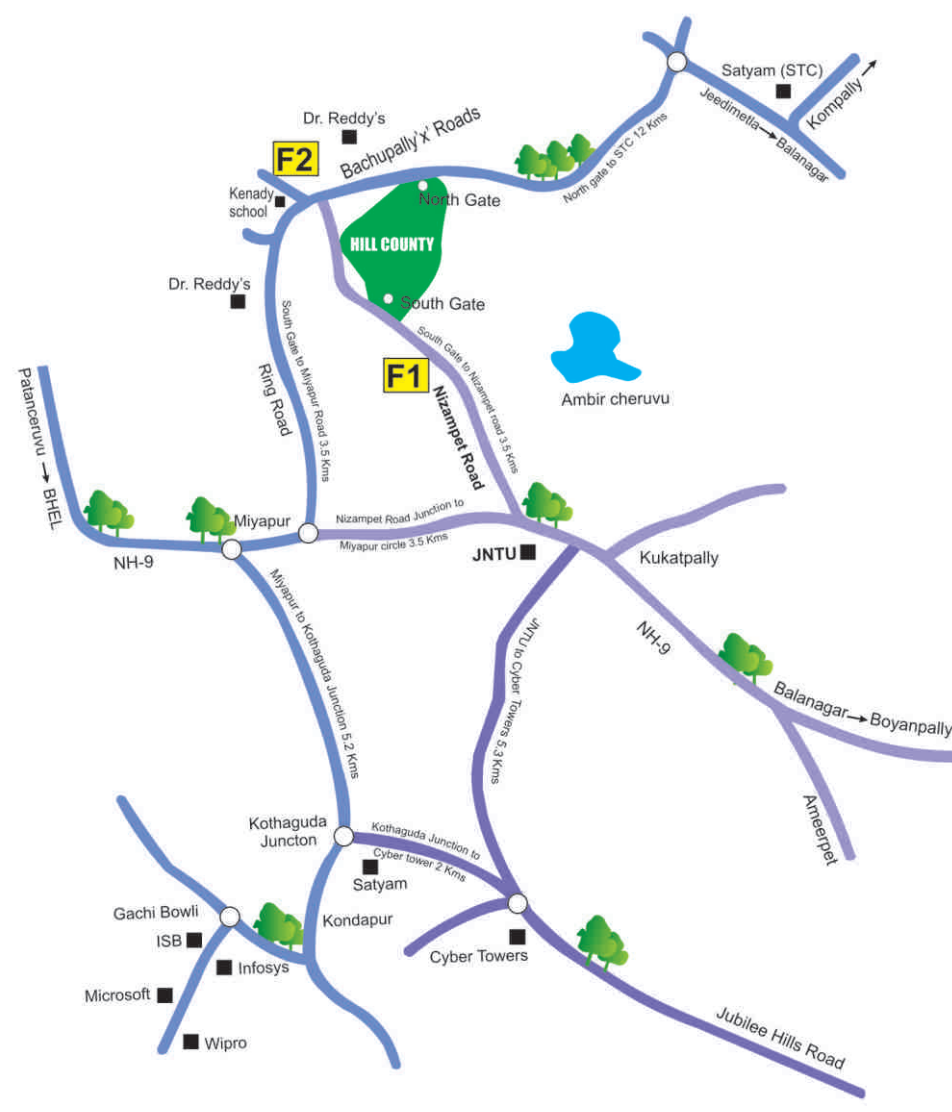 Satyam (STC)
Kompally
Jeedimetla
Balanagar
Dr. Reddy's
Bachupally'x' Roads
F2
North gate to STC 12 Kms
Kenady
school
North Gate
HILL COUNTY
Dr. Reddy's
South Gate
South Gate to Miyapur Road 3.5 Kms
Ring Road
South Gate to Nizampet road 3.5 Kms
F1
Nizampet Road
Ambir cheruvu
Patanceruvu
BHEL
Miyapur
Nizampet Road Junction to
Miyapur circle 3.5 Kms
NH-9
JNTU
Kukatpally
Miyapur to Kothaguda Junction 5.2 Kms
JNTU to Cyber Towers 5.3 Kms
NH-9
Balanagar
Boyanpally
Ameerpet
Kothaguda
Juncton
Kothaguda Junction to
Cyber tower 2 Kms
Satyam
Gachi Bowli
Kondapur
ISB
Infosys
Cyber Towers
Microsoft
Wipro
Jubilee Hills Road